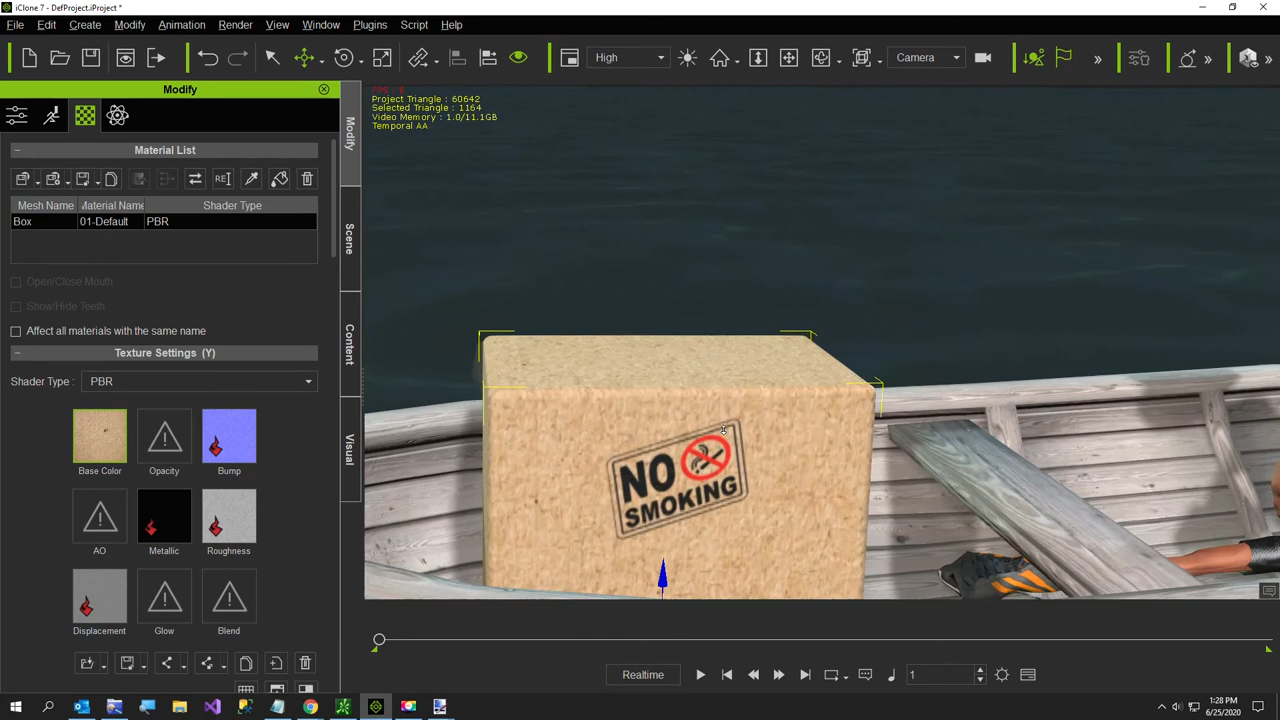 iClone 7 - DefProject.iProject *
File Edit Create Modify Animation Render View Window Plugins Script Help
High
Camera
Modify
Project Triangle : 60642
Selected Triangle : 1164
Video Memory : 1.0/11.1GB
Temporal AA
Modify
Scene
Content
Visual
Material List
Mesh Name Material Name Shader Type
Box 01-Default PBR
Open/Close Mouth
Show/Hide Teeth
Affect all materials with the same name
Texture Settings (Y)
Shader Type : PBR
Base Color Opacity Bump
AO Metallic Roughness
Displacement Glow Blend
NO
SMOKING
Realtime
1
1:28 PM
6/25/2020